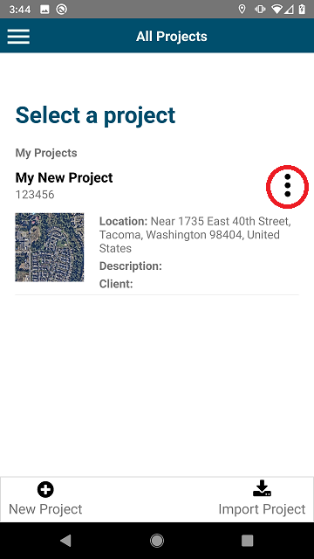 3:44
All Projects
Select a project
My Projects
My New Project
123456
Location: Near 1735 East 40th Street,
Tacoma, Washington 98404, United
States
Description:
Client:
New Project
Import Project